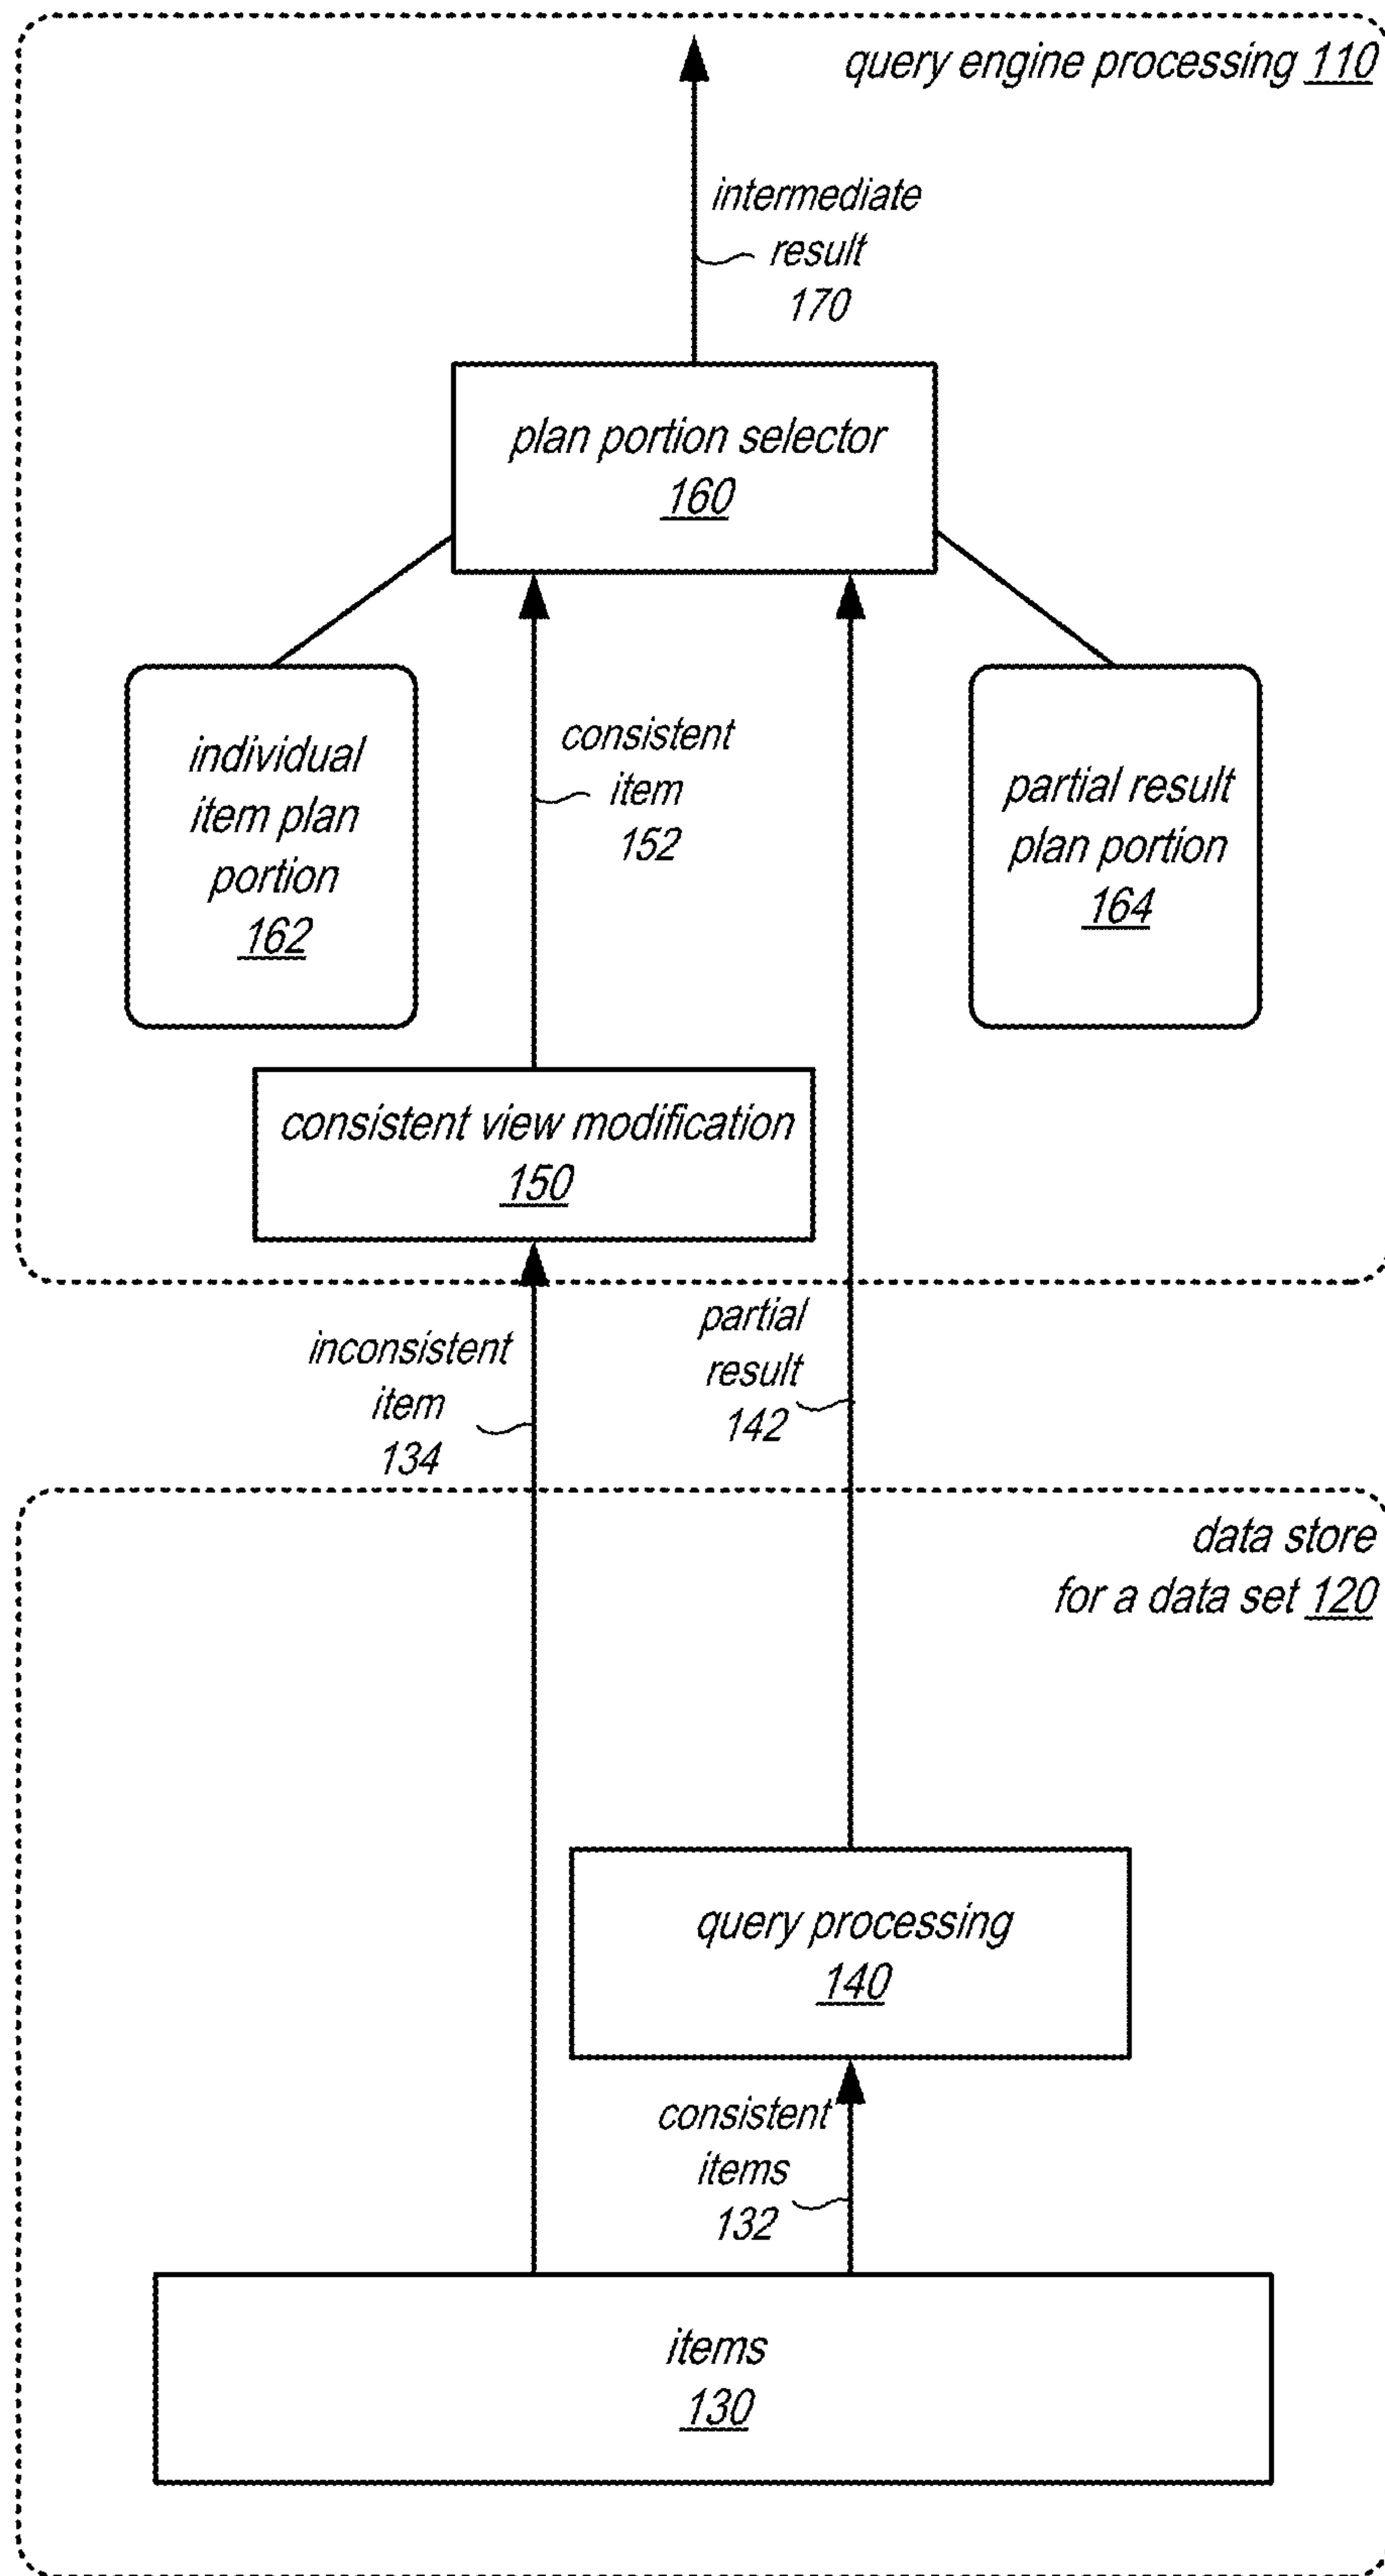 query engine processing 110
intermediate
result
170
plan portion selector
160
individual
item plan
portion
162
consistent
item
152
partial result
plan portion
164
consistent view modification
150
inconsistent
item
134
partial
result
142
data store
for a data set 120
query processing
140
consistent
items
132
items
130